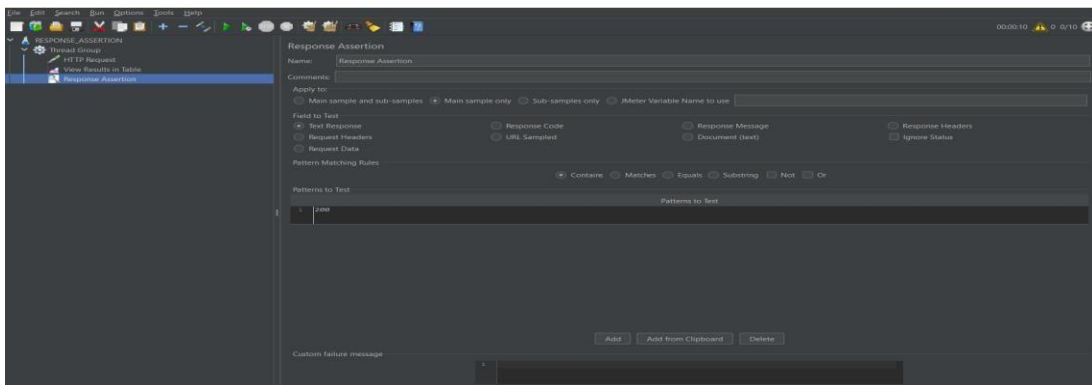 File Edit Search Run Options Tools Help
00:00:10 0 0/10
RESPONSE_ASSERTION
Thread Group
HTTP Request
View Results in Table
Response Assertion
Response Assertion
Name: Response Assertion
Comments:
Apply to:
Main sample and sub-samples Main sample only Sub-samples only JMeter Variable Name to use
Field to Test
Text Response Response Code Response Message Response Headers
Request Headers URL Sampled Document (text) Ignore Status
Request Data
Pattern Matching Rules
Contains Matches Equals Substring Not Or
Patterns to Test
Patterns to Test
1 200
Add Add from Clipboard Delete
Custom failure message
1